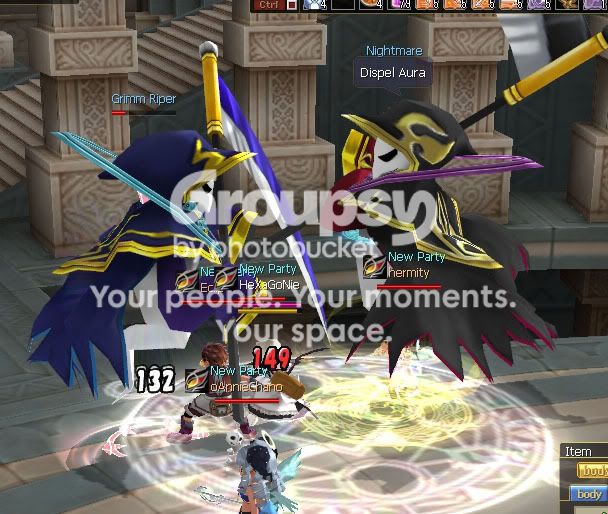 Ctrl
Nightmare
Dispel Aura
Grimm Riper
Groupsy
by photobucket
New Party
HeXaGoNie
New Party
hermity
Your people. Your moments.
Your space.
132
149
New Party
oAnnieChano
Item
body
body